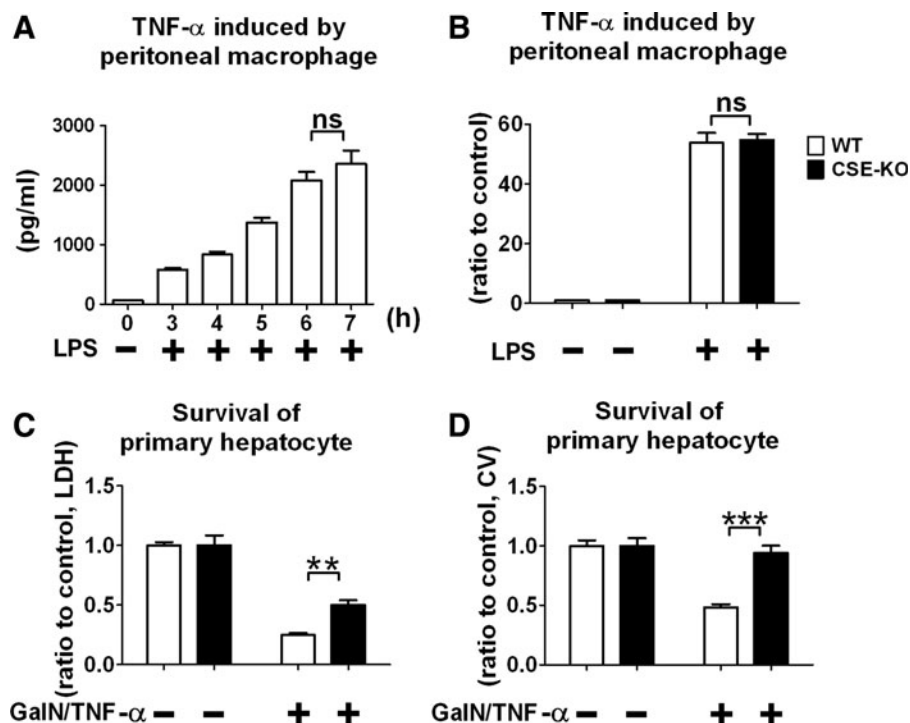 A
TNF-α induced by
peritoneal macrophage
(pg/ml)
3000
2000
1000
0
ns
0 3 4 5 6 7 (h)
LPS − + + + + +
B
TNF-α induced by
peritoneal macrophage
(ratio to control)
60
40
20
0
ns
WT
CSE-KO
LPS − − + +
C
Survival of
primary hepatocyte
(ratio to control, LDH)
1.5
1.0
0.5
0.0
**
GalN/TNF-α − − + +
D
Survival of
primary hepatocyte
(ratio to control, CV)
1.5
1.0
0.5
0.0
***
GalN/TNF-α − − + +